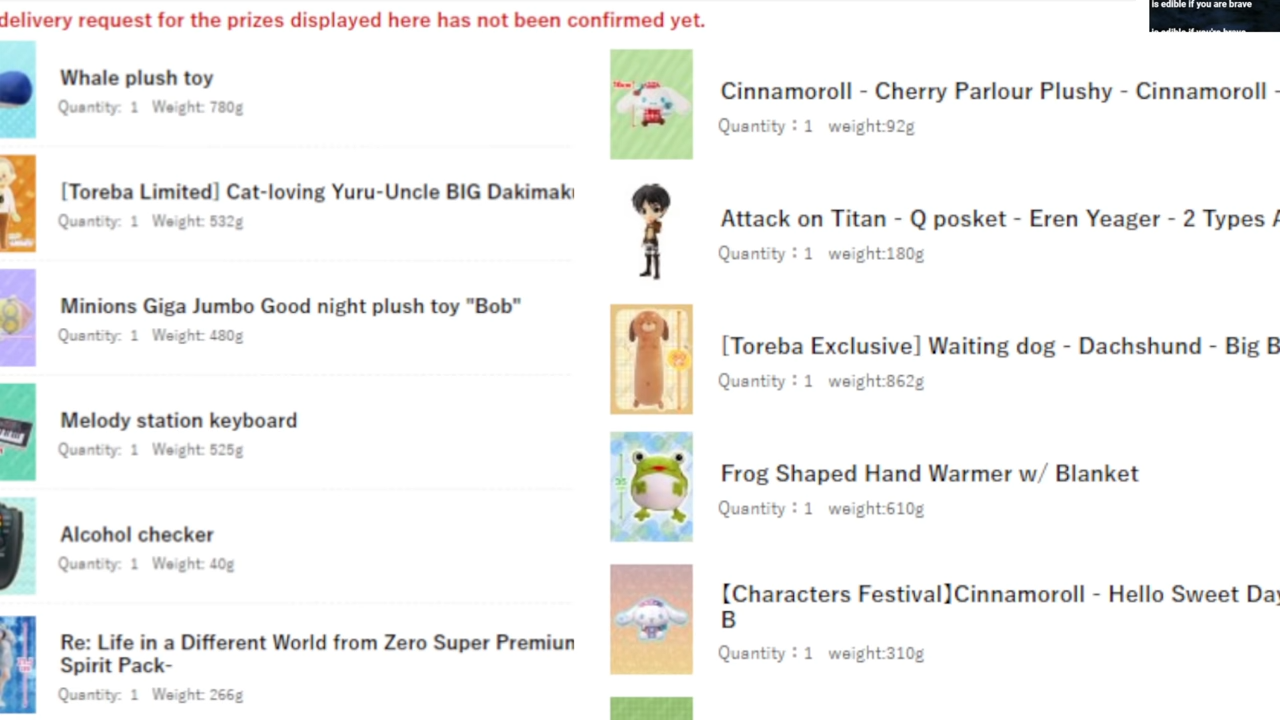 delivery request for the prizes displayed here has not been confirmed yet.
is edible if you are brave
Whale plush toy
Quantity: 1 Weight: 780g
[Toreba Limited] Cat-loving Yuru-Uncle BIG
Quantity: 1 Weight: 532g
Minions Giga Jumbo Good night plush toy "Bob"
Quantity: 1 Weight: 480g
Melody station keyboard
Quantity: 1 Weight: 525g
Alcohol checker
Quantity: 1 Weight: 40g
Re: Life in a Different World from Zero Super
Spirit Pack-
Quantity: 1 Weight: 266g
Cinnamoroll - Cherry Parlour Plushy - Cinnamoroll -
Quantity：1 weight:92g
Attack on Titan - Q posket - Eren Yeager - 2 Types A
Quantity：1 weight:180g
[Toreba Exclusive] Waiting dog - Dachshund - Big B
Quantity：1 weight:862g
Frog Shaped Hand Warmer w/ Blanket
Quantity：1 weight:610g
【Characters Festival】Cinnamoroll - Hello Sweet Day
B
Quantity：1 weight:310g